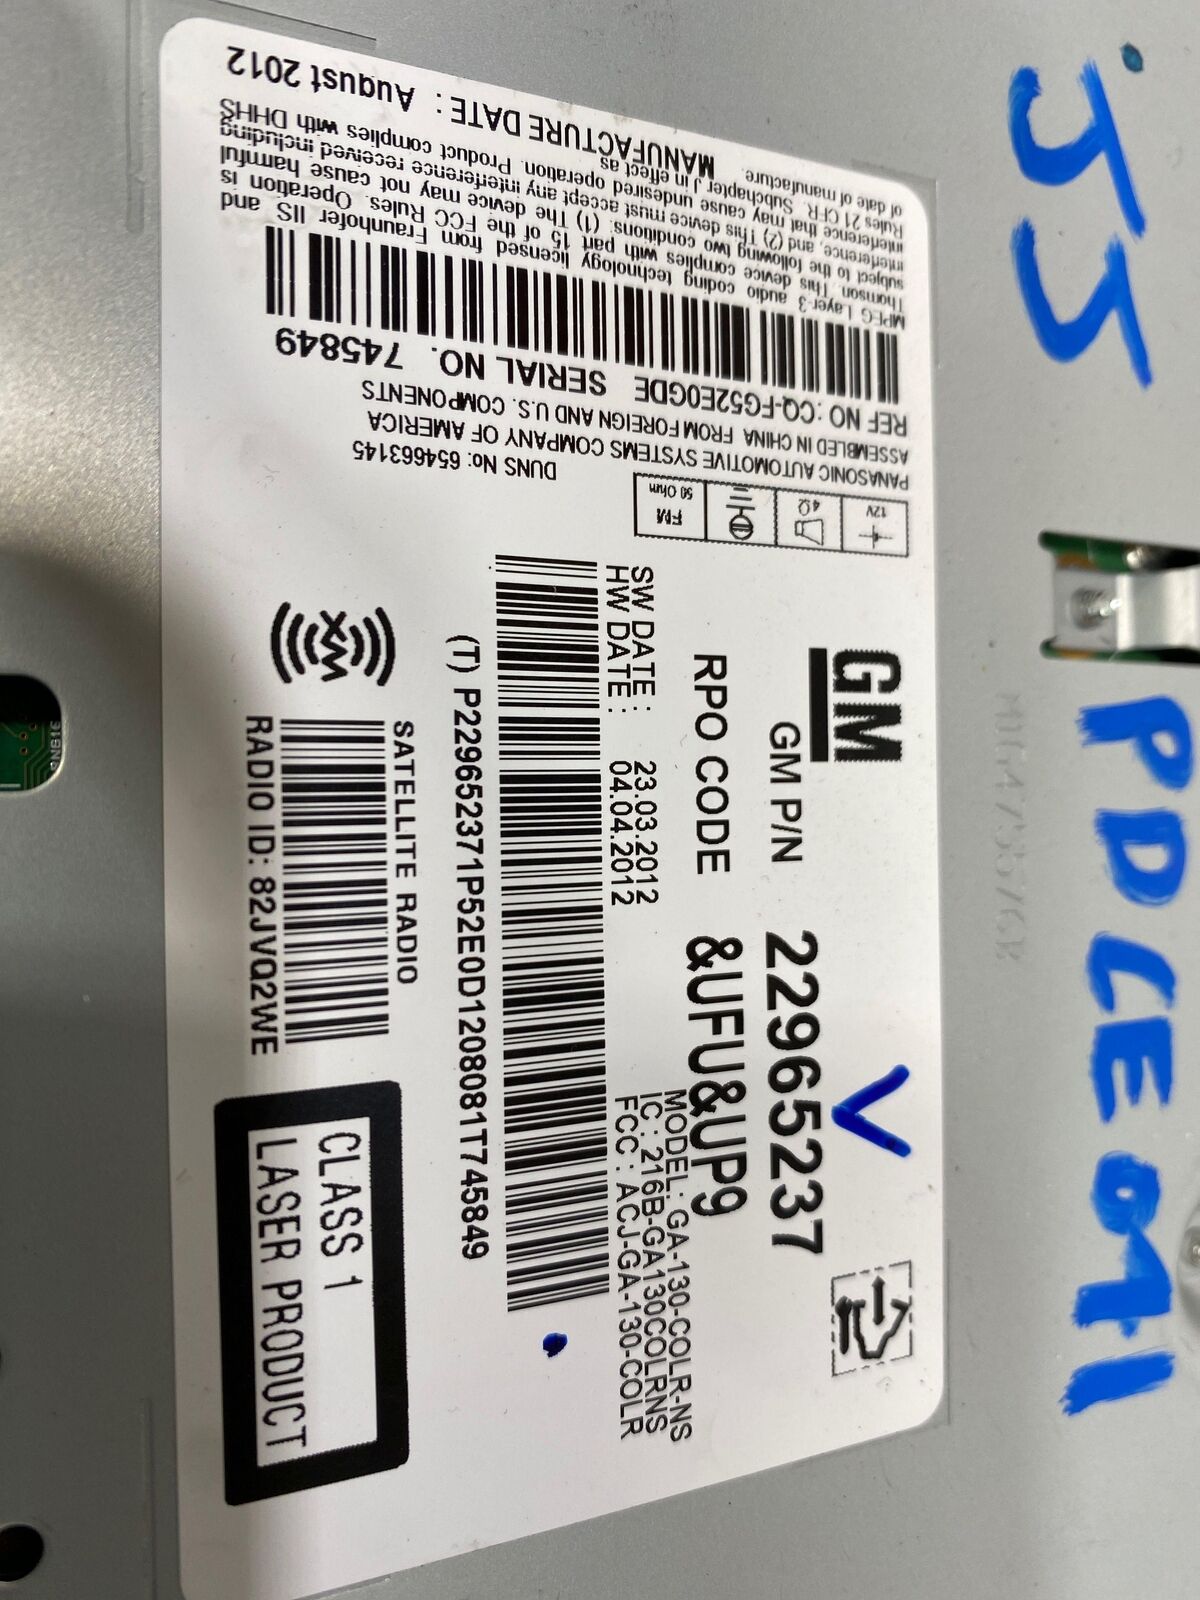 JJ PDLE071
GM
GM P/N 22965237
RPO CODE &UFU&UP9
SW DATE : 23.03.2012
HW DATE : 04.04.2012
MODEL: GA-130-COLR-NS
IC : 216B-GA130COLRNS
FCC : ACJ-GA-130-COLR
(T) P229652371P52E0D1208081T745849
SATELLITE RADIO
XM
RADIO ID: 82JVQ2WE
CLASS 1
LASER PRODUCT
12V
4Ω
FM
50 Ohm
DUNS No: 654663145
PANASONIC AUTOMOTIVE SYSTEMS COMPANY OF AMERICA
ASSEMBLED IN CHINA FROM FOREIGN AND U.S. COMPONENTS
REF NO : CQ-FG52E0GDE SERIAL NO. 745849
MPEG Layer-3 audio coding technology licensed from Fraunhofer IIS and
Thomson. This device complies with part 15 of the FCC Rules. Operation is
subject to the following two conditions: (1) The device may not cause harmful
interference, and (2) This device must accept any interference received including
interference that may cause undesired operation. Product complies with DHHS
Rules 21 CFR. Subchapter J in effect as
of date of manufacture.
MANUFACTURE DATE : August 2012